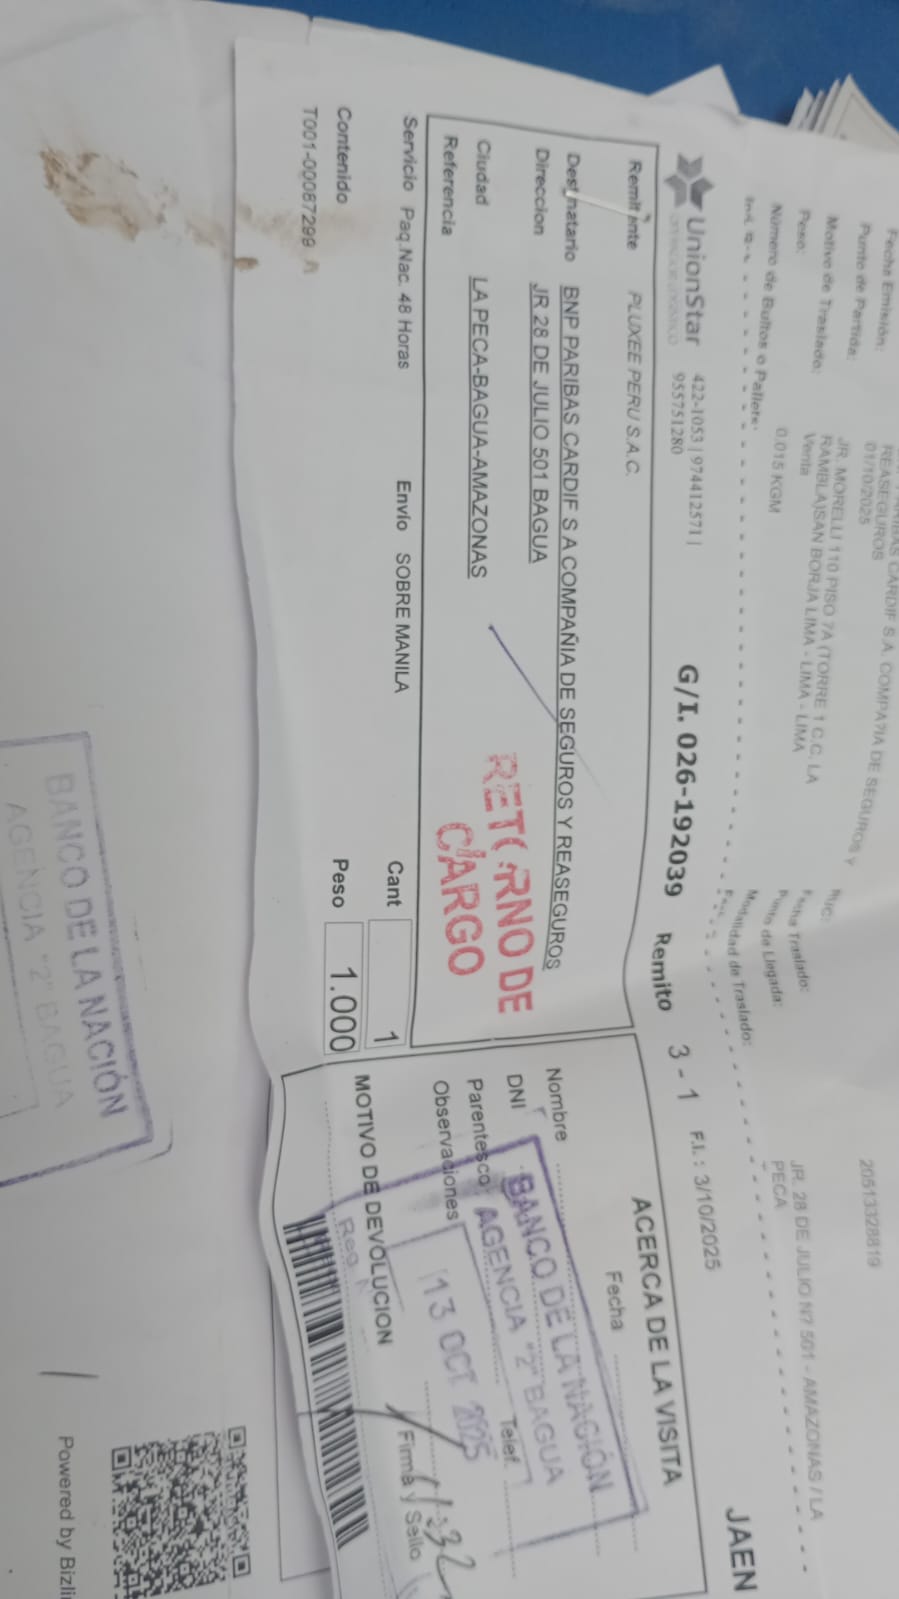 Fecha Emisión: 01/10/2025
REASEGUROS
ARIBAS CARDIF S.A. COMPA?IA DE SEGUROS Y
20513328819
Punto de Partida: JR. MORELLI 110 PISO 7A (TORRE 1 C.C. LA
RAMBLA)SAN BORJA LIMA - LIMA - LIMA
Fecha Traslado:
Motivo de Traslado: Venta
Punto de Llegada: JR. 28 DE JULIO N? 501 - AMAZONAS / LA
PECA
Peso: 0.015 KGM
Modalidad de Traslado:
Número de Bultos o Pallets:
JAEN
UnionStar 422-1053 | 974412571 |
955751280
G/I. 026-192039 Remito 3 - 1 F.I. : 3/10/2025
Remitente PLUXEE PERU S.A.C.
Destinatario BNP PARIBAS CARDIF S A COMPAÑIA DE SEGUROS Y REASEGUROS
Direccion JR 28 DE JULIO 501 BAGUA
Ciudad LA PECA-BAGUA-AMAZONAS
Referencia
RETORNO DE
CARGO
Servicio Paq.Nac. 48 Horas Envío SOBRE MANILA Cant 1
Contenido Peso 1.000
T001-00087299
ACERCA DE LA VISITA
Fecha
Nombre
DNI Telef.
Parentesco
Observaciones
Firma y Sello
MOTIVO DE DEVOLUCION
BANCO DE LA NACIÓN
AGENCIA "2" BAGUA
13 OCT 2025
BANCO DE LA NACIÓN
AGENCIA "2" BAGUA